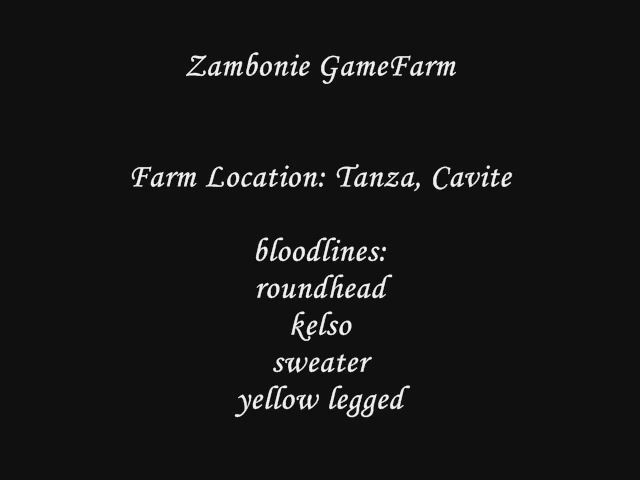 Zambonie GameFarm
Farm Location: Tanza, Cavite
bloodlines:
roundhead
kelso
sweater
yellow legged